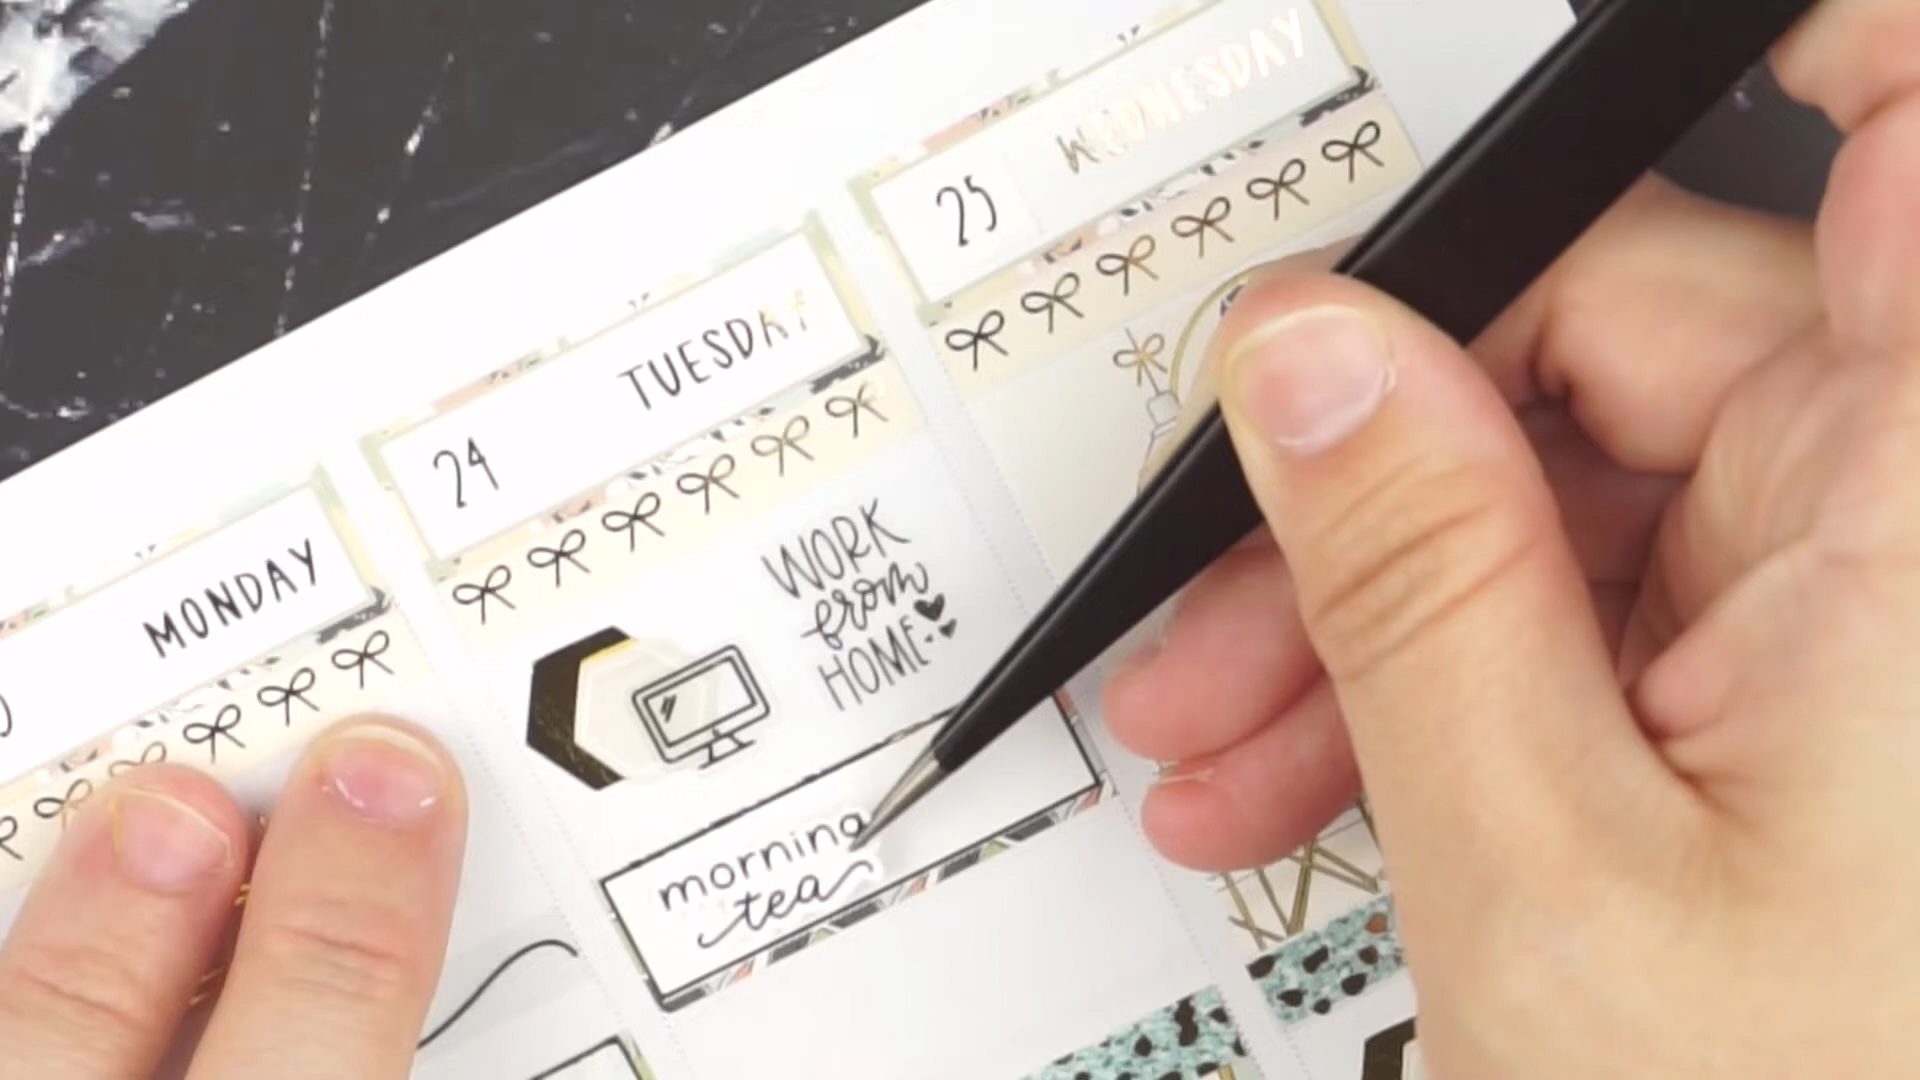 MONDAY
24 TUESDAY
25 WEDNESDAY
WORK
from
HOME
morning
tea